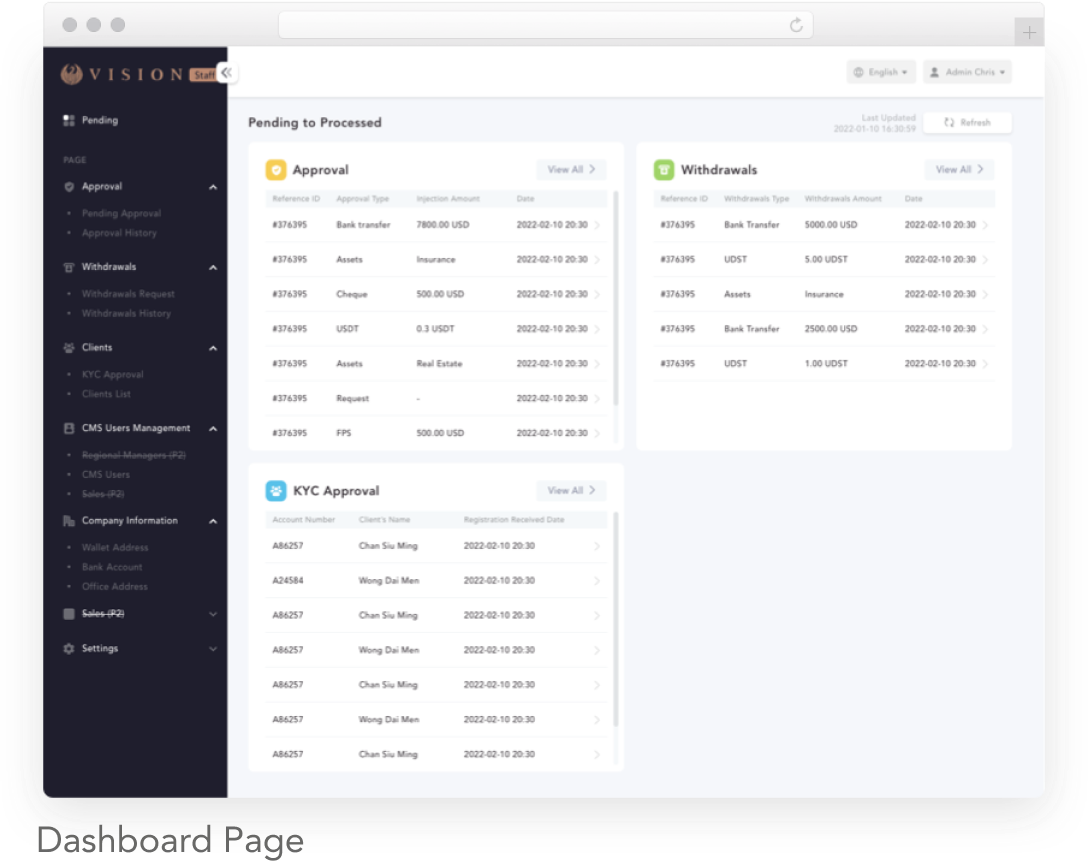 VISION Staff
English
Admin Chris
Pending
PAGE
Approval
Pending Approval
Approval History
Withdrawals
Withdrawals Request
Withdrawals History
Clients
KYC Approval
Clients List
CMS Users Management
Regional Managers (P2)
CMS Users
Sales (P2)
Company Information
Wallet Address
Bank Account
Office Address
Sales (P2)
Settings
Pending to Processed
Last Updated
2022-01-10 16:30:59
Refresh
Approval
View All
Reference ID Approval Type Injection Amount Date
#376395 Bank transfer 7800.00 USD 2022-02-10 20:30
#376395 Assets Insurance 2022-02-10 20:30
#376395 Cheque 500.00 USD 2022-02-10 20:30
#376395 USDT 0.3 USDT 2022-02-10 20:30
#376395 Assets Real Estate 2022-02-10 20:30
#376395 Request - 2022-02-10 20:30
#376395 FPS 500.00 USD 2022-02-10 20:30
Withdrawals
View All
Reference ID Withdrawals Type Withdrawals Amount Date
#376395 Bank Transfer 5000.00 USD 2022-02-10 20:30
#376395 UDST 5.00 UDST 2022-02-10 20:30
#376395 Assets Insurance 2022-02-10 20:30
#376395 Bank Transfer 2500.00 USD 2022-02-10 20:30
#376395 UDST 1.00 UDST 2022-02-10 20:30
KYC Approval
View All
Account Number Client's Name Registration Received Date
A86257 Chan Siu Ming 2022-02-10 20:30
A24584 Wong Dai Men 2022-02-10 20:30
A86257 Chan Siu Ming 2022-02-10 20:30
A86257 Wong Dai Men 2022-02-10 20:30
A86257 Chan Siu Ming 2022-02-10 20:30
A86257 Wong Dai Men 2022-02-10 20:30
A86257 Chan Siu Ming 2022-02-10 20:30
Dashboard Page